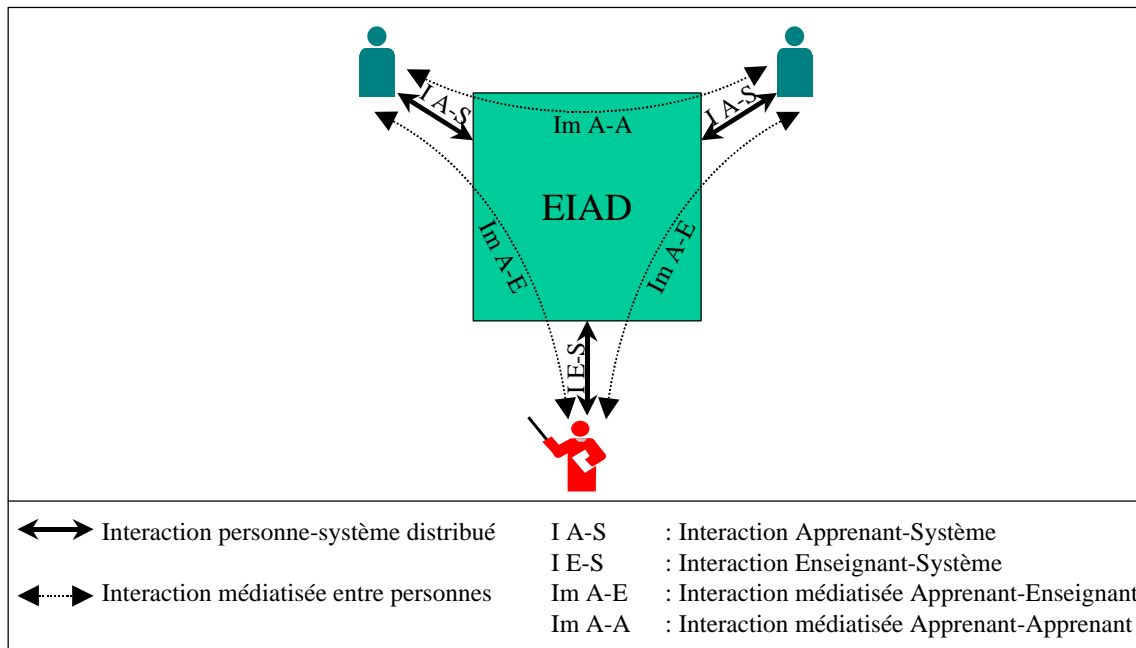 I A-S
I A-S
Im A-A
EIAD
Im A-E
Im A-E
I E-S
Interaction personne-système distribué
I A-S : Interaction Apprenant-Système
I E-S : Interaction Enseignant-Système
Interaction médiatisée entre personnes
Im A-E : Interaction médiatisée Apprenant-Enseignant
Im A-A : Interaction médiatisée Apprenant-Apprenant